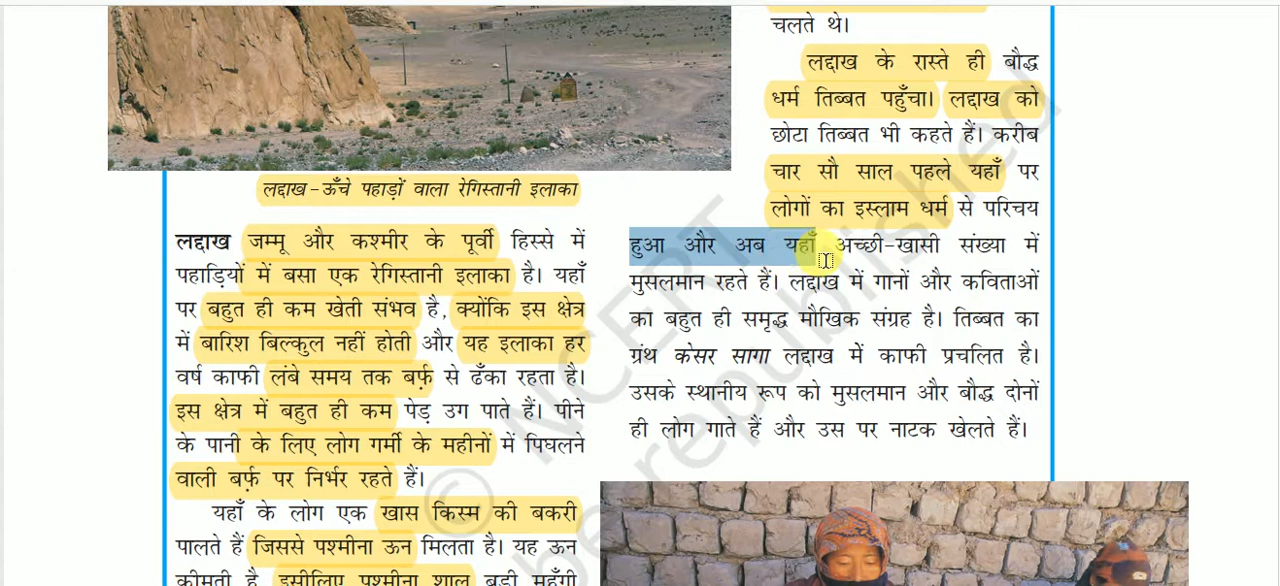 लद्दाख-ऊँचे पहाड़ों वाला रेगिस्तानी इलाका
लद्दाख जम्मू और कश्मीर के पूर्वी हिस्से में
पहाड़ियों में बसा एक रेगिस्तानी इलाका है। यहाँ
पर बहुत ही कम खेती संभव है, क्योंकि इस क्षेत्र
में बारिश बिल्कुल नहीं होती और यह इलाका हर
वर्ष काफी लंबे समय तक बर्फ़ से ढँका रहता है।
इस क्षेत्र में बहुत ही कम पेड़ उग पाते हैं। पीने
के पानी के लिए लोग गर्मी के महीनों में पिघलने
वाली बर्फ़ पर निर्भर रहते हैं।
यहाँ के लोग एक खास किस्म की बकरी
पालते हैं जिससे पश्मीना ऊन मिलता है। यह ऊन
कीमती है, इसीलिए पश्मीना शाल बड़ी महँगी
चलते थे।
लद्दाख के रास्ते ही बौद्ध
धर्म तिब्बत पहुँचा। लद्दाख को
छोटा तिब्बत भी कहते हैं। करीब
चार सौ साल पहले यहाँ पर
लोगों का इस्लाम धर्म से परिचय
हुआ और अब यहाँ अच्छी-खासी संख्या में
मुसलमान रहते हैं। लद्दाख में गानों और कविताओं
का बहुत ही समृद्ध मौखिक संग्रह है। तिब्बत का
ग्रंथ केसर सागा लद्दाख में काफी प्रचलित है।
उसके स्थानीय रूप को मुसलमान और बौद्ध दोनों
ही लोग गाते हैं और उस पर नाटक खेलते हैं।
© NCERT
be republished